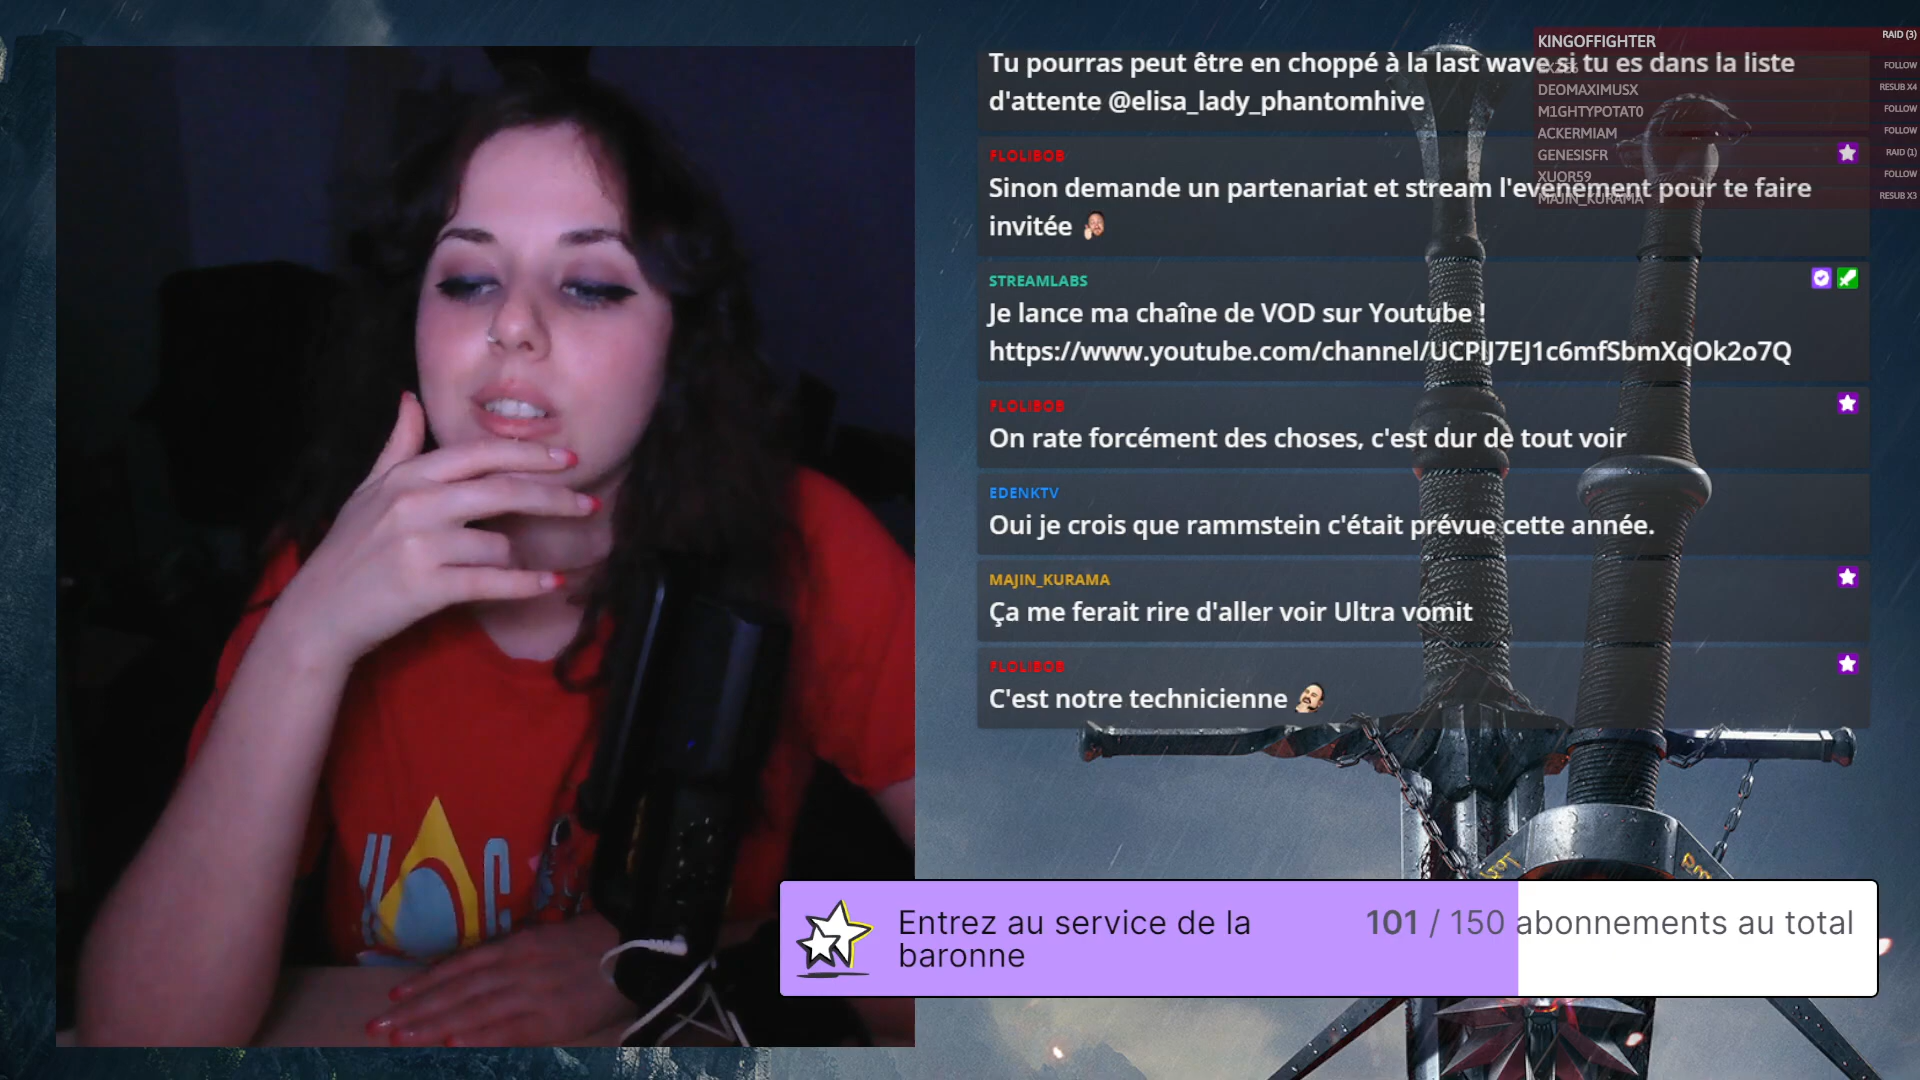 Tu pourras peut être en choppé à la last wave si tu es dans la liste
d'attente @elisa_lady_phantomhive
FLOLIBOB
Sinon demande un partenariat et stream l'evenement pour te faire
invitée
STREAMLABS
Je lance ma chaîne de VOD sur Youtube !
https://www.youtube.com/channel/UCPlJ7EJ1c6mfSbmXqOk2o7Q
FLOLIBOB
On rate forcément des choses, c'est dur de tout voir
EDENKTV
Oui je crois que rammstein c'était prévue cette année.
MAJIN_KURAMA
Ça me ferait rire d'aller voir Ultra vomit
FLOLIBOB
C'est notre technicienne
KINGOFFIGHTER RAID (3)
FOLLOW
DEOMAXIMUSX RESUB X4
M1GHTYPOTAT0 FOLLOW
ACKERMIAM FOLLOW
GENESISFR RAID (1)
XUOR59 FOLLOW
MAJIN_KURAMA RESUB X3
Entrez au service de la
baronne
101 / 150 abonnements au total